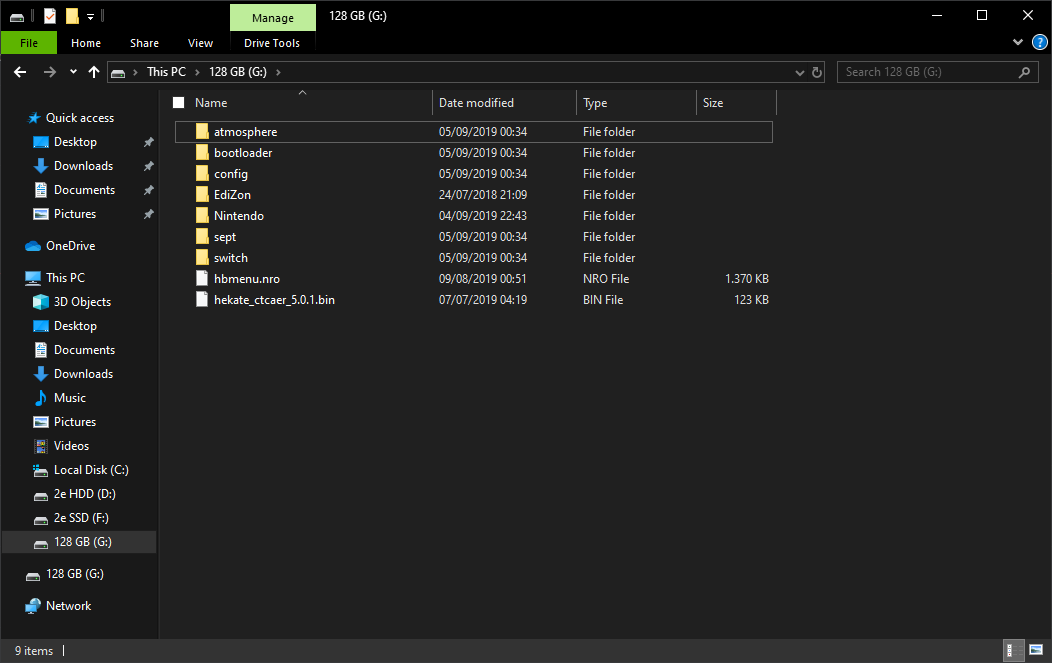 Manage 128 GB (G:)
File Home Share View Drive Tools ?
This PC 128 GB (G:) Search 128 GB (G:)
Name Date modified Type Size
Quick access
Desktop
Downloads
Documents
Pictures
OneDrive
This PC
3D Objects
Desktop
Documents
Downloads
Music
Pictures
Videos
Local Disk (C:)
2e HDD (D:)
2e SSD (F:)
128 GB (G:)
128 GB (G:)
Network
atmosphere 05/09/2019 00:34 File folder
bootloader 05/09/2019 00:34 File folder
config 05/09/2019 00:34 File folder
EdiZon 24/07/2018 21:09 File folder
Nintendo 04/09/2019 22:43 File folder
sept 05/09/2019 00:34 File folder
switch 05/09/2019 00:34 File folder
hbmenu.nro 09/08/2019 00:51 NRO File 1.370 KB
hekate_ctcaer_5.0.1.bin 07/07/2019 04:19 BIN File 123 KB
9 items